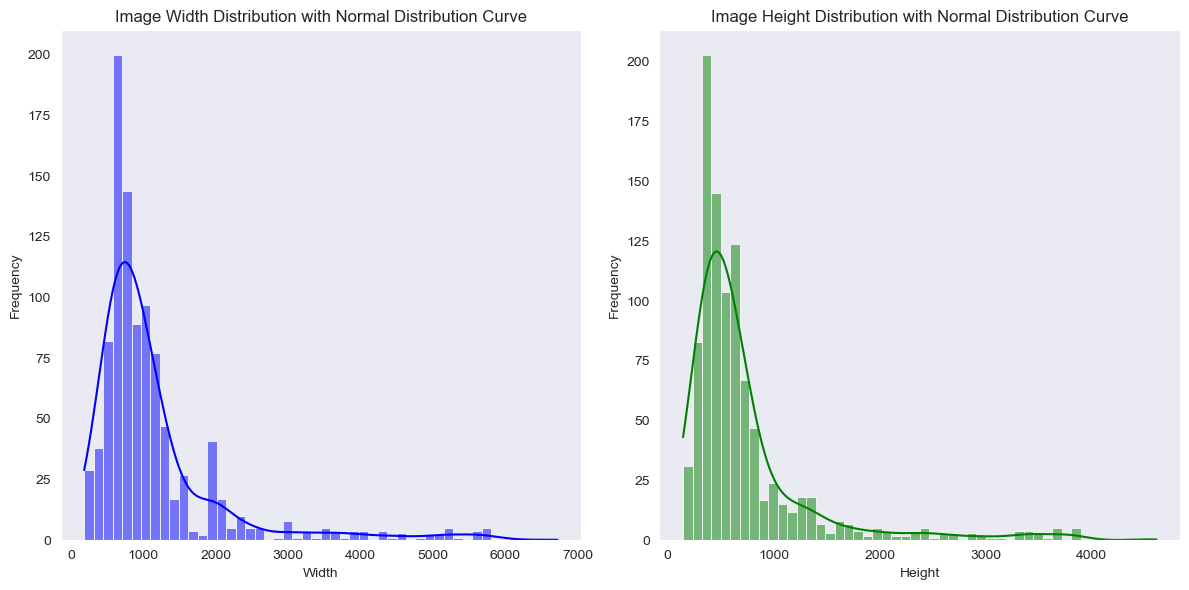 Image Width Distribution with Normal Distribution Curve
Frequency
200
175
150
125
100
75
50
25
0
0 1000 2000 3000 4000 5000 6000 7000
Width
Image Height Distribution with Normal Distribution Curve
Frequency
200
175
150
125
100
75
50
25
0
0 1000 2000 3000 4000
Height